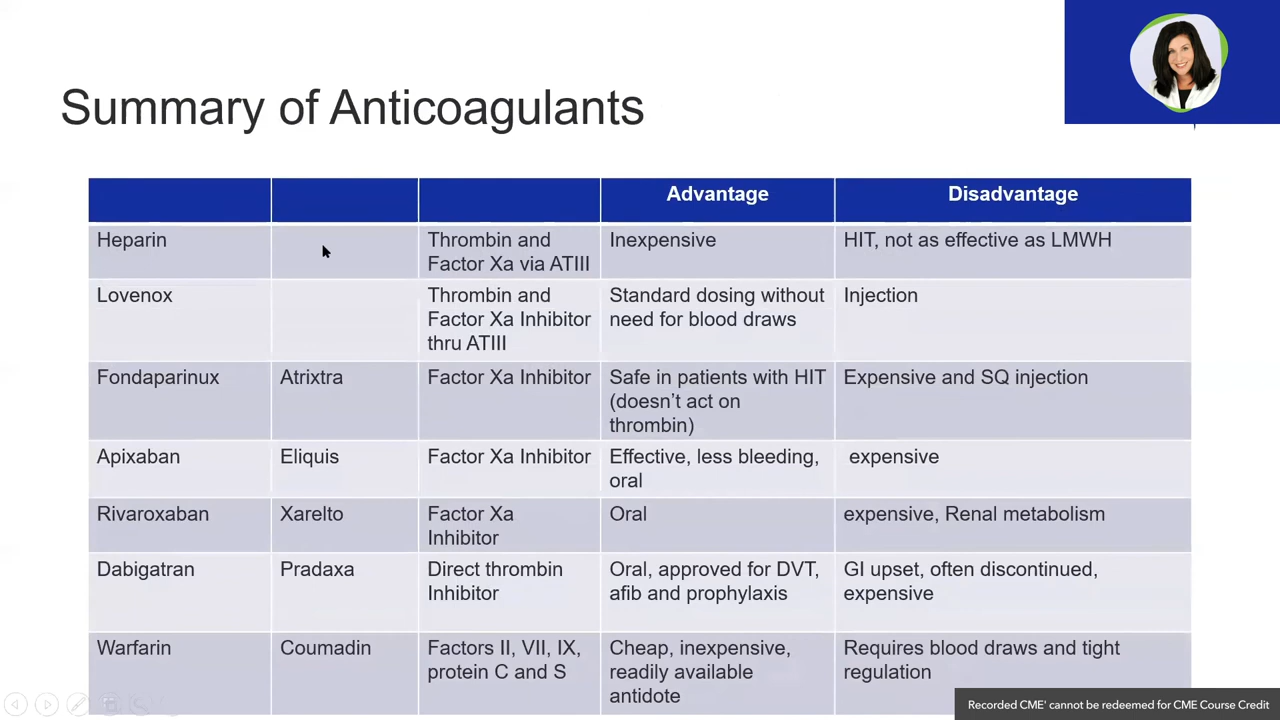 Summary of Anticoagulants
Advantage
Disadvantage
Heparin
Thrombin and
Factor Xa via ATIII
Inexpensive
HIT, not as effective as LMWH
Lovenox
Thrombin and
Factor Xa Inhibitor
thru ATIII
Standard dosing without
need for blood draws
Injection
Fondaparinux
Atrixtra
Factor Xa Inhibitor
Safe in patients with HIT
(doesn't act on
thrombin)
Expensive and SQ injection
Apixaban
Eliquis
Factor Xa Inhibitor
Effective, less bleeding,
oral
expensive
Rivaroxaban
Xarelto
Factor Xa
Inhibitor
Oral
expensive, Renal metabolism
Dabigatran
Pradaxa
Direct thrombin
Inhibitor
Oral, approved for DVT,
afib and prophylaxis
GI upset, often discontinued,
expensive
Warfarin
Coumadin
Factors II, VII, IX,
protein C and S
Cheap, inexpensive,
readily available
antidote
Requires blood draws and tight
regulation
Recorded CME' cannot be redeemed for CME Course Credit